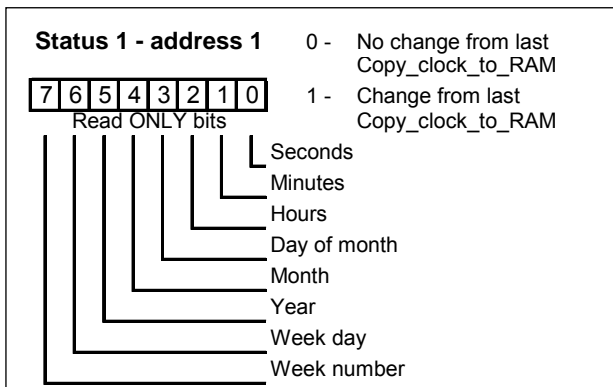 Status 1 - address 1
0 - No change from last
Copy_clock_to_RAM
7 6 5 4 3 2 1 0
1 - Change from last
Copy_clock_to_RAM
Read ONLY bits
Seconds
Minutes
Hours
Day of month
Month
Year
Week day
Week number